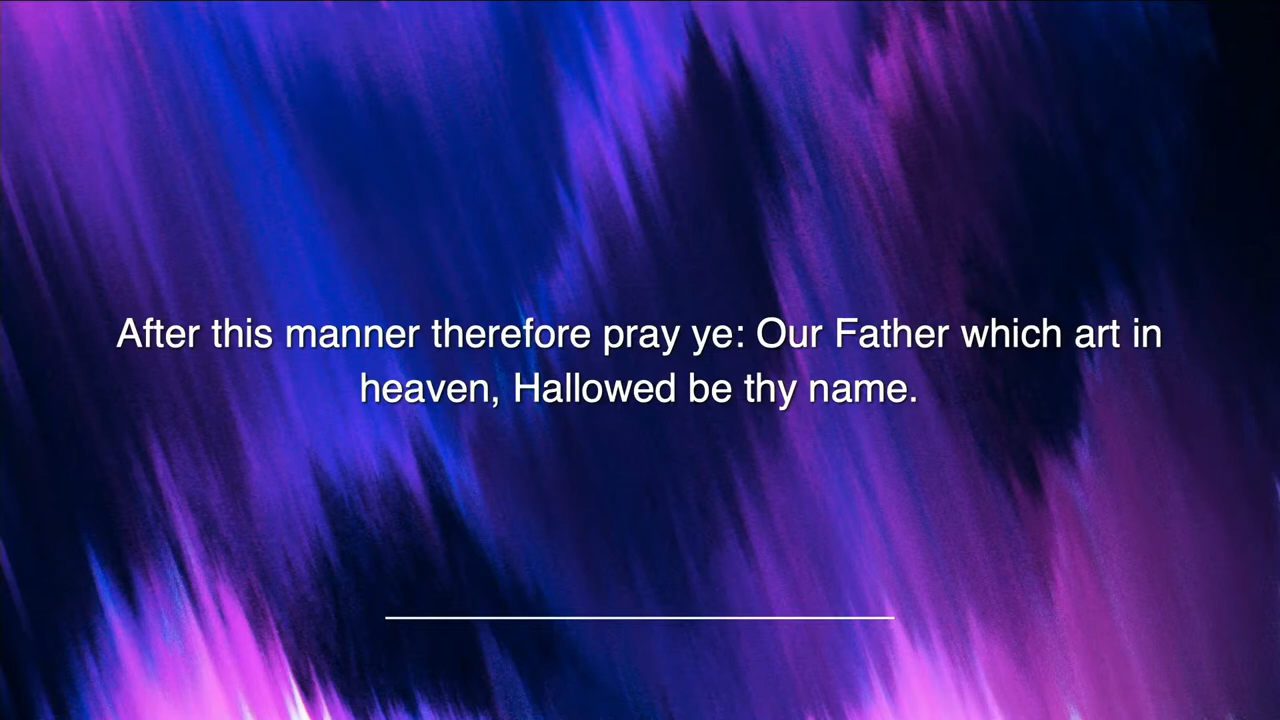 After this manner therefore pray ye: Our Father which art in
heaven, Hallowed be thy name.